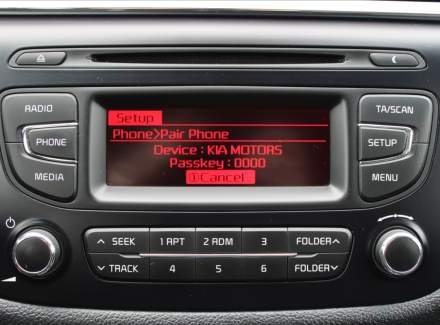 Setup
Phone>Pair Phone
Device : KIA MOTORS
Passkey : 0000
1 Cancel
RADIO
PHONE
MEDIA
TA/SCAN
SETUP
MENU
SEEK 1 RPT 2 RDM 3 FOLDER
TRACK 4 5 6 FOLDER